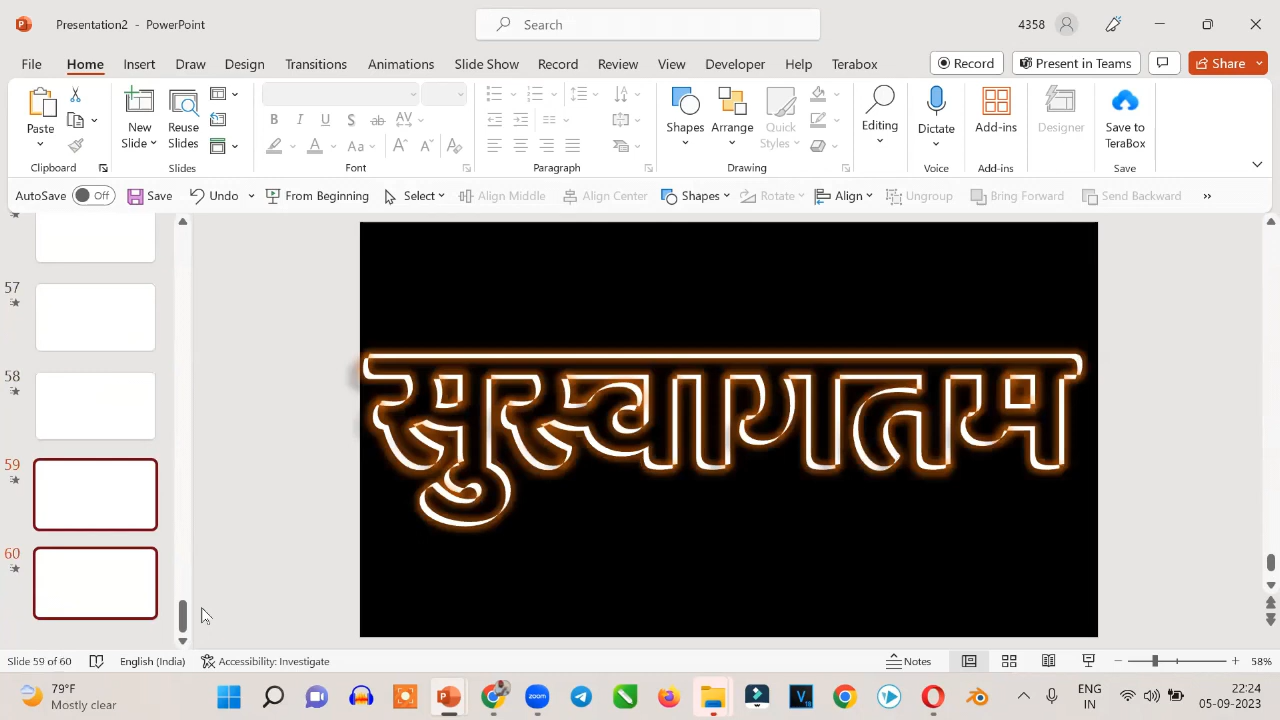 Presentation2 - PowerPoint
Search
4358
File Home Insert Draw Design Transitions Animations Slide Show Record Review View Developer Help Terabox
Record Present in Teams Share
Paste New Slide Reuse Slides Shapes Arrange Quick Styles Editing Dictate Add-ins Designer Save to TeraBox
Clipboard Slides Font Paragraph Drawing Voice Add-ins Save
AutoSave Off Save Undo From Beginning Select Align Middle Align Center Shapes Rotate Align Ungroup Bring Forward Send Backward
57
58
59
60
सुस्वागतम
Slide 59 of 60 English (India) Accessibility: Investigate Notes 58%
79°F
Mostly clear
zoom
ENG
IN
22:24
05-09-2023